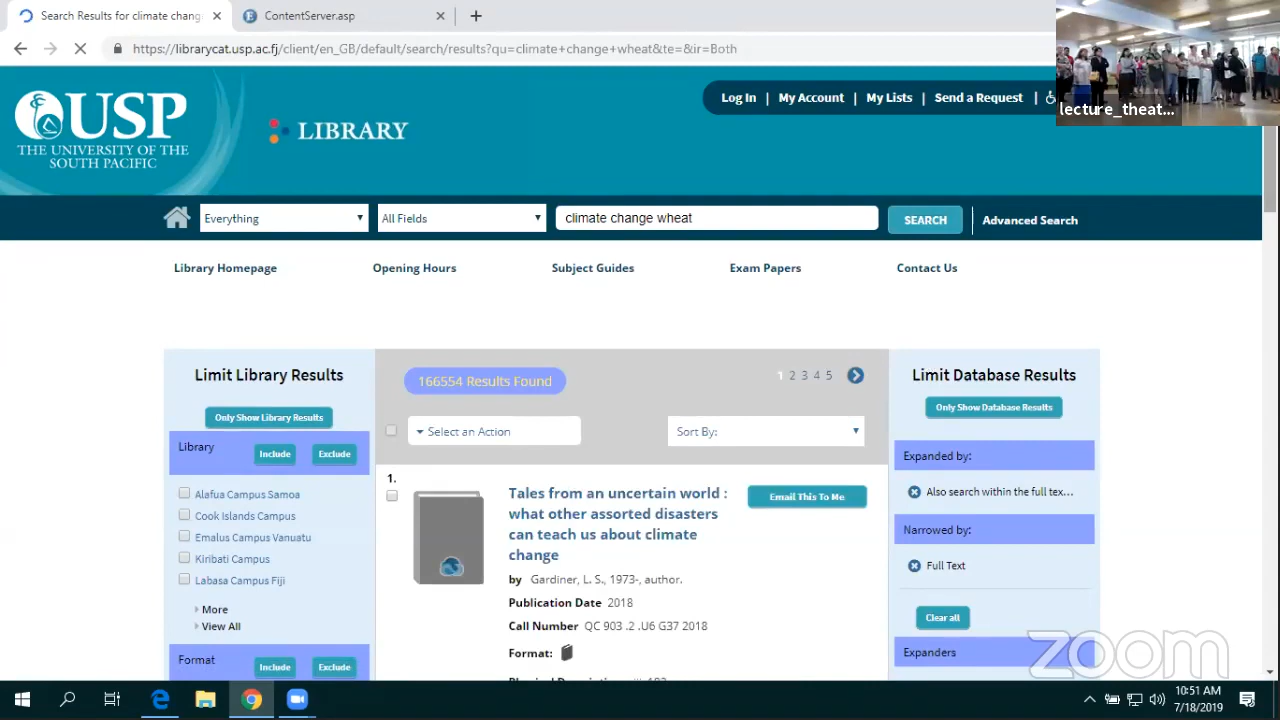 Search Results for climate chang
ContentServer.asp
https://librarycat.usp.ac.fj/client/en_GB/default/search/results?qu=climate+change+wheat&te=&ir=Both
lecture_theat...
USP
THE UNIVERSITY OF THE
SOUTH PACIFIC
LIBRARY
Log In | My Account | My Lists | Send a Request |
Everything
All Fields
climate change wheat
SEARCH
Advanced Search
Library Homepage
Opening Hours
Subject Guides
Exam Papers
Contact Us
Limit Library Results
Only Show Library Results
Library
Include
Exclude
Alafua Campus Samoa
Cook Islands Campus
Emalus Campus Vanuatu
Kiribati Campus
Labasa Campus Fiji
More
View All
Format
Include
Exclude
166554 Results Found
1 2 3 4 5
Select an Action
Sort By:
1.
Tales from an uncertain world :
what other assorted disasters
can teach us about climate
change
Email This To Me
by Gardiner, L. S., 1973-, author.
Publication Date 2018
Call Number QC 903 .2 .U6 G37 2018
Format:
Limit Database Results
Only Show Database Results
Expanded by:
Also search within the full tex...
Narrowed by:
Full Text
Clear all
Expanders
zoom
10:51 AM
7/18/2019